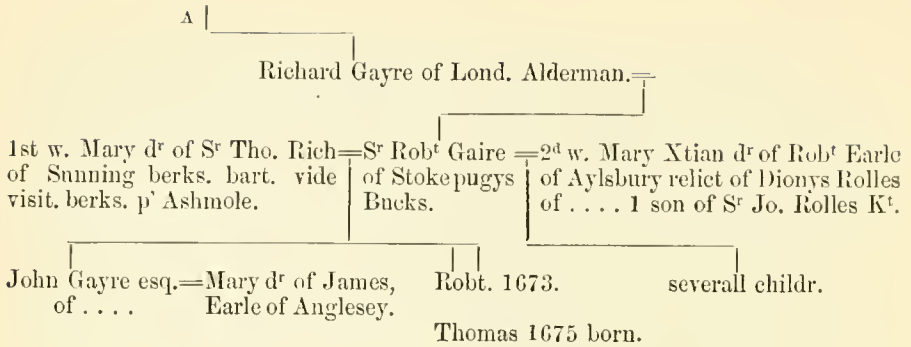 A
Richard Gayre of Lond. Alderman.=
1st w. Mary dʳ of Sʳ Tho. Rich=Sʳ Robᵗ Gaire =2ᵈ w. Mary Xtian dʳ of Robᵗ Earle
of Sunning berks. bart. vide of Stokepugys of Aylsbury relict of Dionys Rolles
visit. berks. p' Ashmole. Bucks. of . . . . 1 son of Sʳ Jo. Rolles Kᵗ.
John Gayre esq.=Mary dʳ of James, Robt. 1673. severall childr.
of . . . . Earle of Anglesey.
Thomas 1675 born.